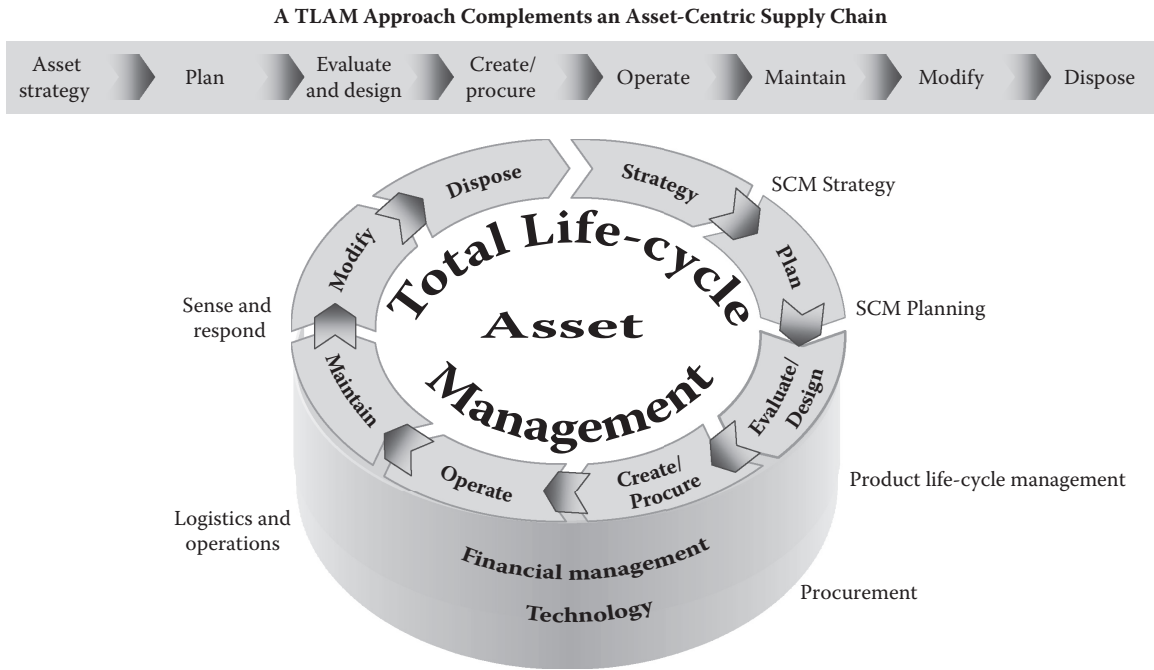 A TLAM Approach Complements an Asset-Centric Supply Chain
Asset
strategy
Plan
Evaluate
and design
Create/
procure
Operate
Maintain
Modify
Dispose
Dispose
Strategy
SCM Strategy
Modify
Plan
Total Life-cycle
Asset
Management
Sense and
respond
SCM Planning
Maintain
Evaluate/
Design
Operate
Create/
Procure
Product life-cycle management
Logistics and
operations
Financial management
Technology
Procurement